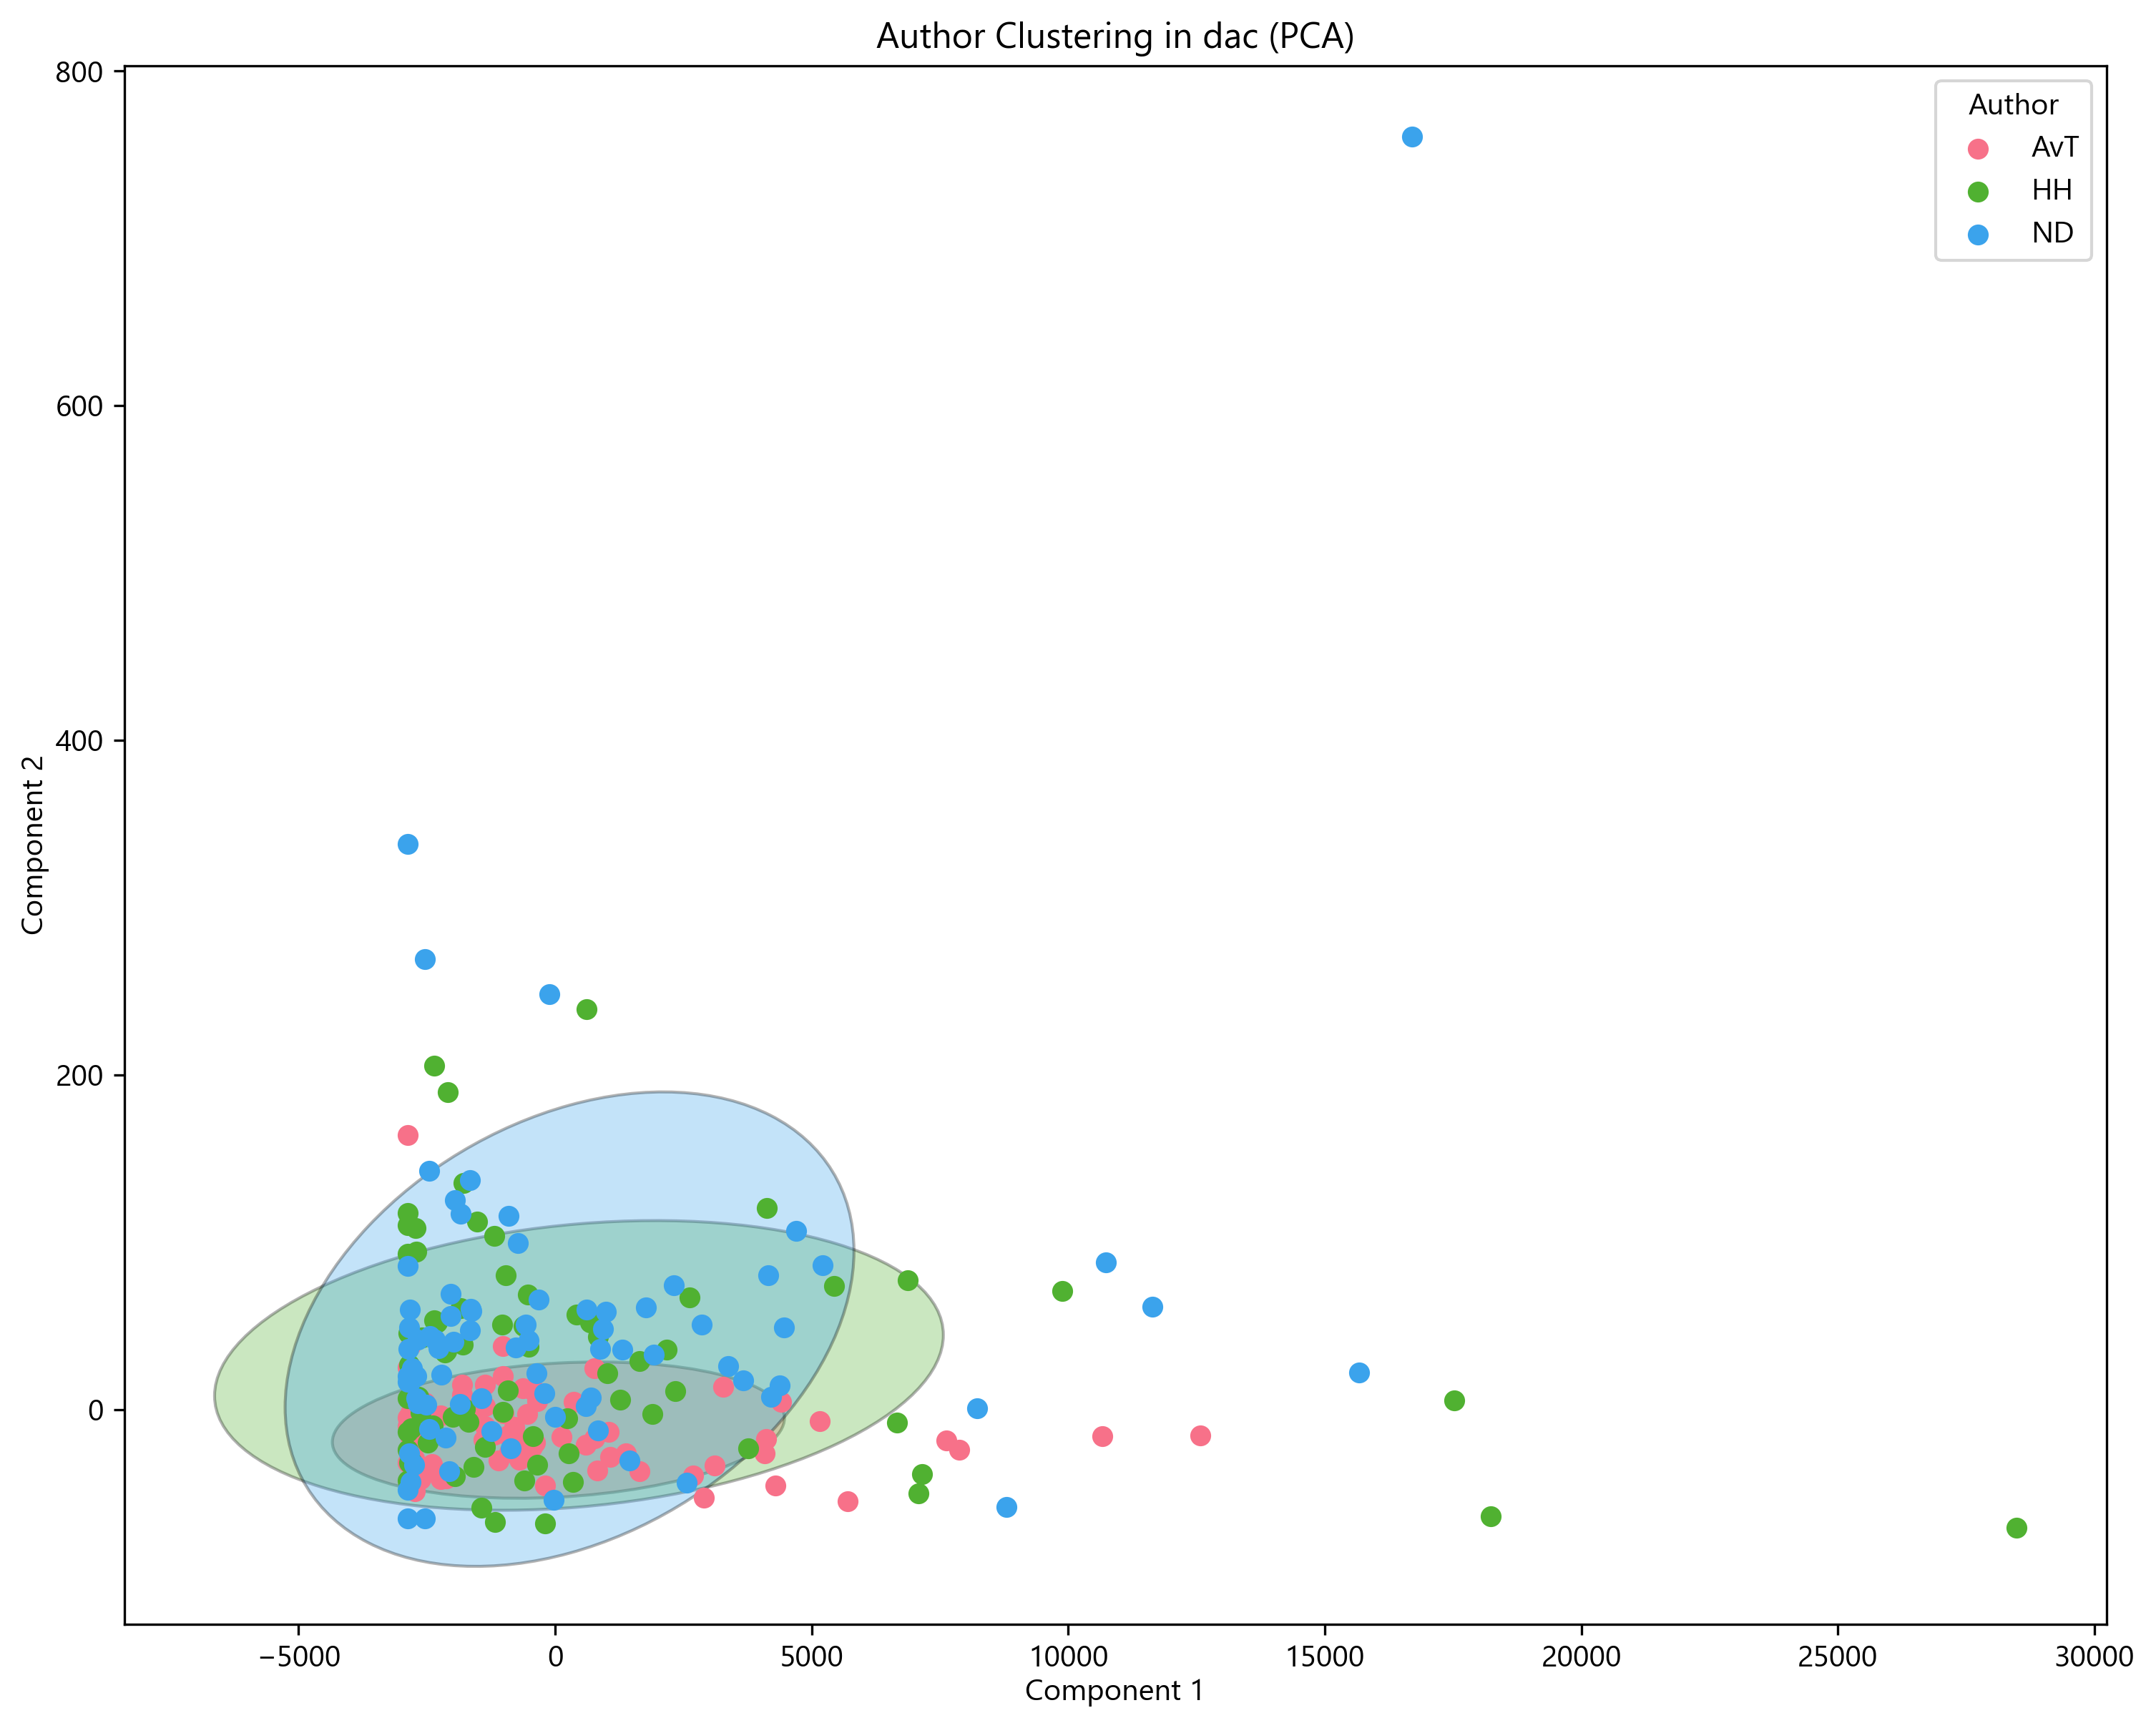 Author Clustering in dac (PCA)
Author
AvT
HH
ND
800
600
400
200
0
Component 2
−5000
0
5000
10000
15000
20000
25000
30000
Component 1